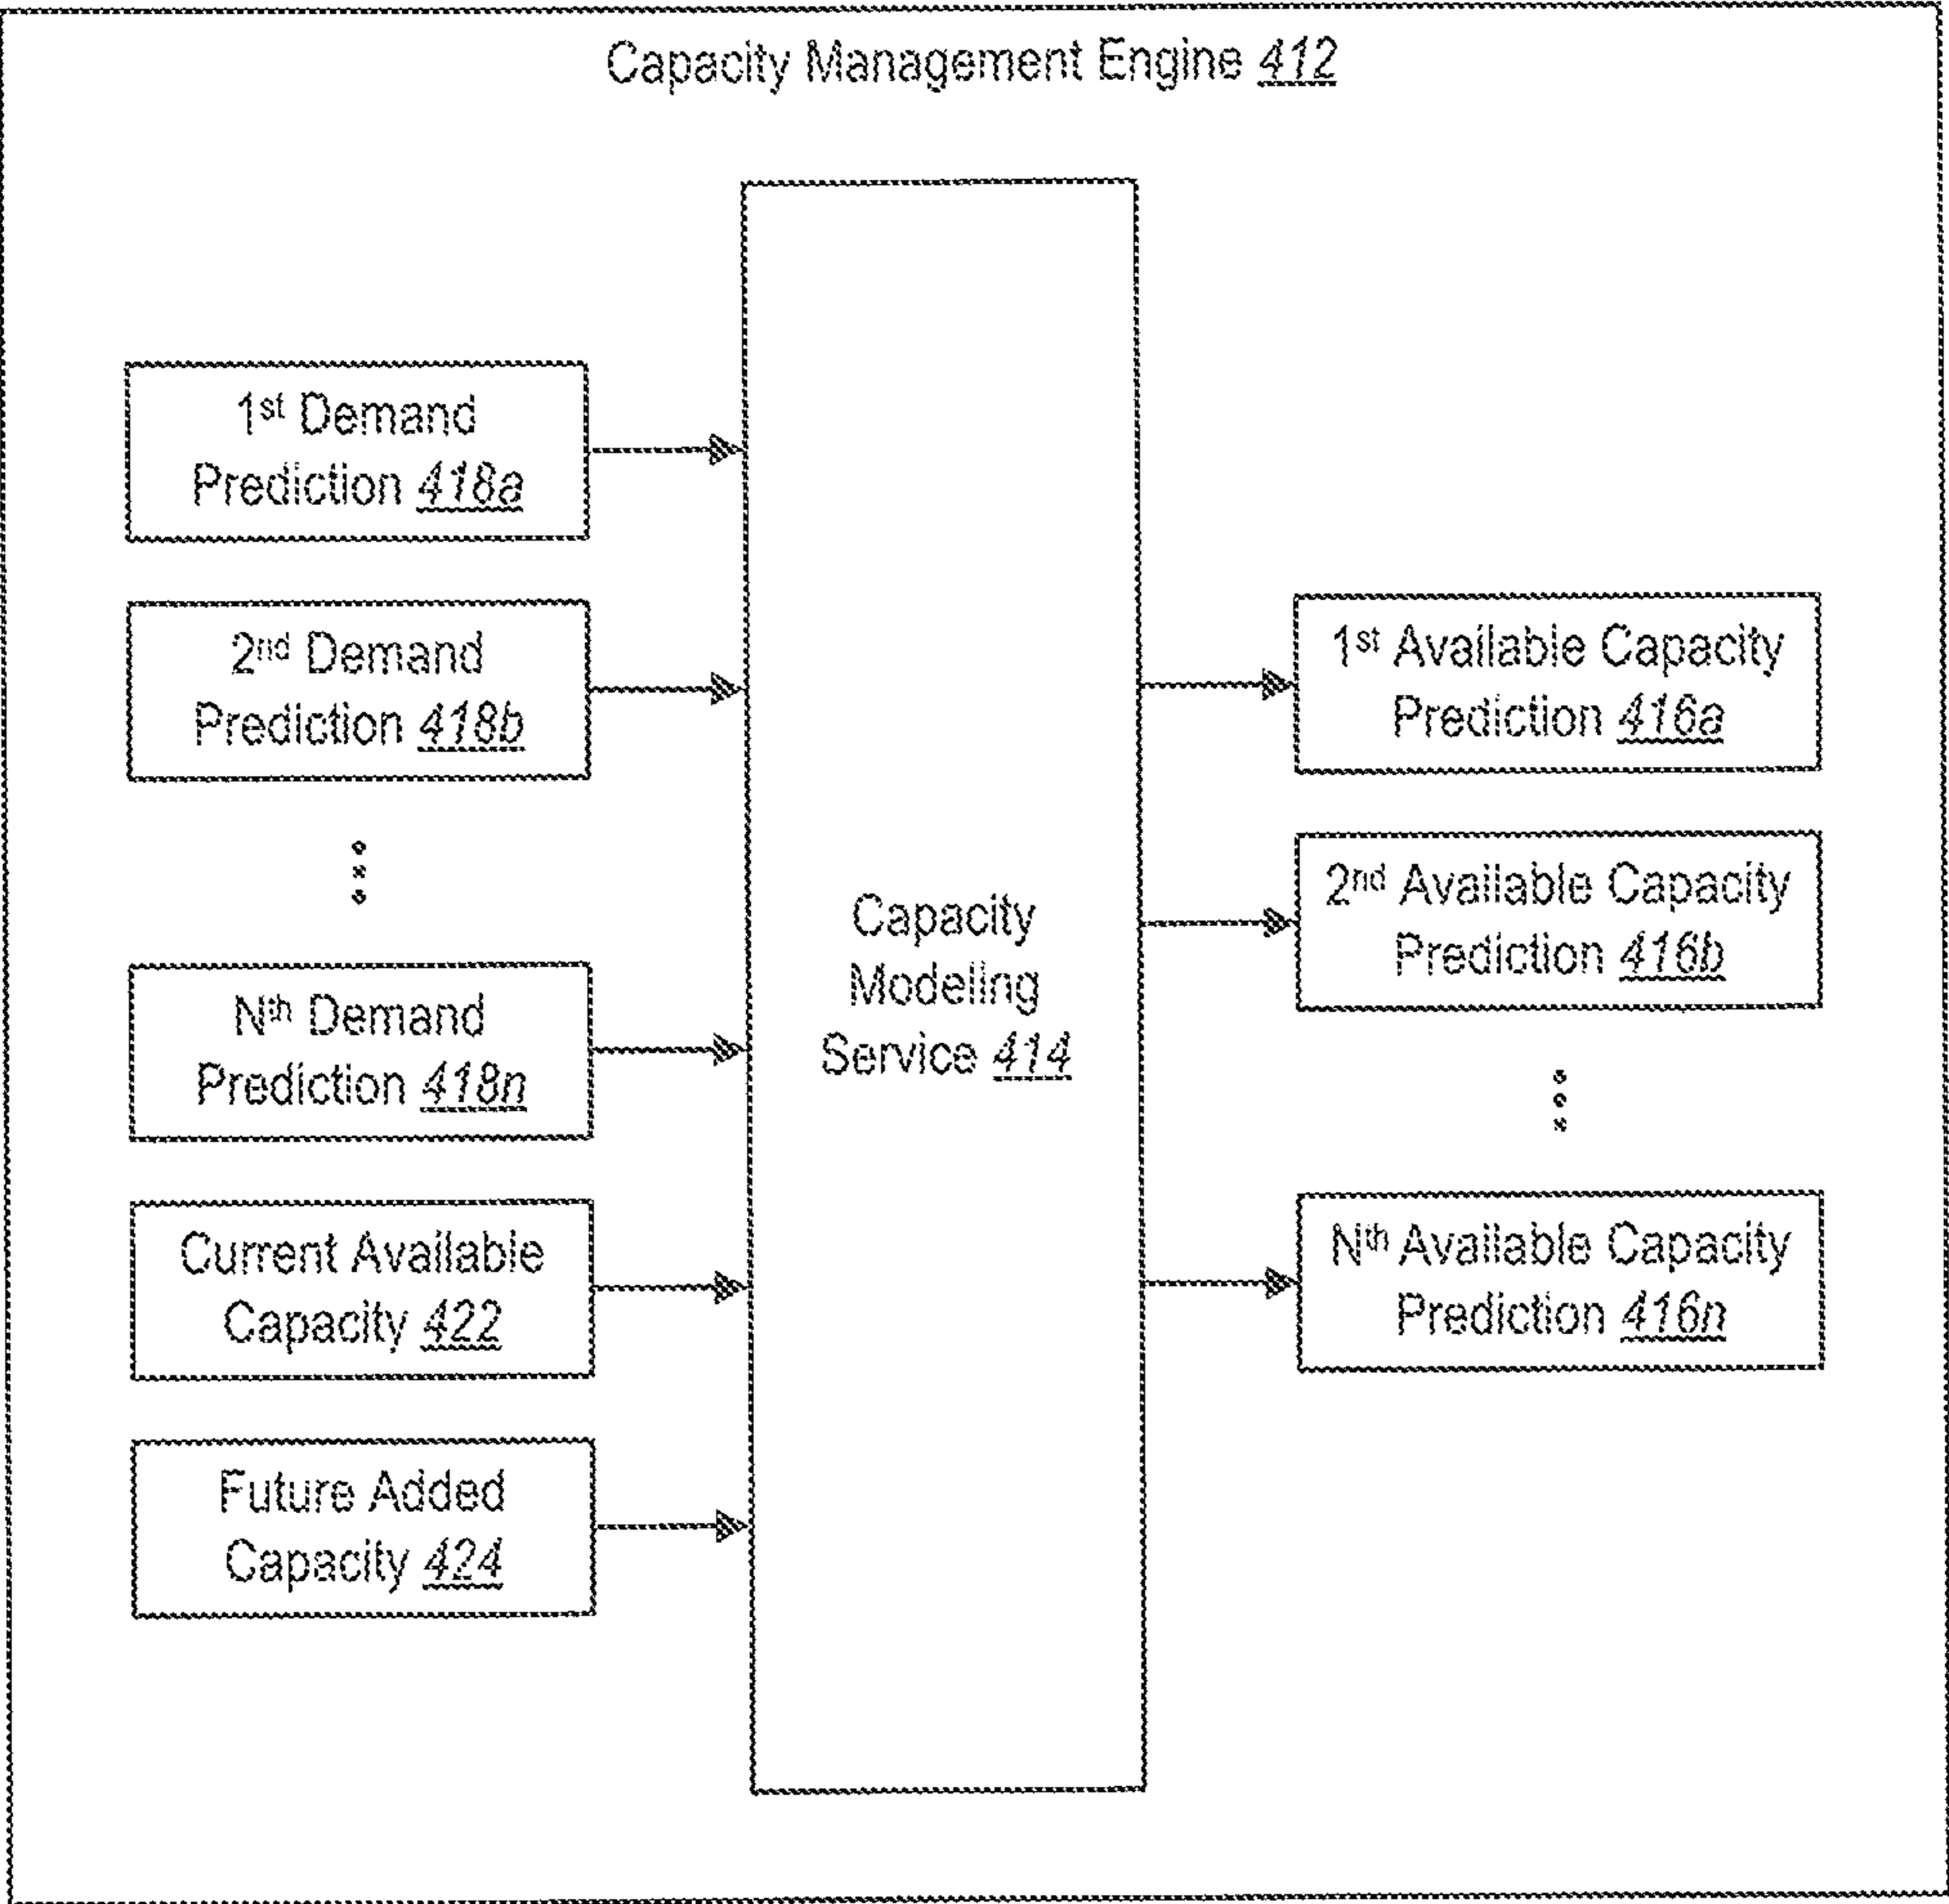 Capacity Management Engine 412
1st Demand
Prediction 418a
2nd Demand
Prediction 418b
Nth Demand
Prediction 418n
Current Available
Capacity 422
Future Added
Capacity 424
Capacity
Modeling
Service 414
1st Available Capacity
Prediction 416a
2nd Available Capacity
Prediction 416b
Nth Available Capacity
Prediction 416n